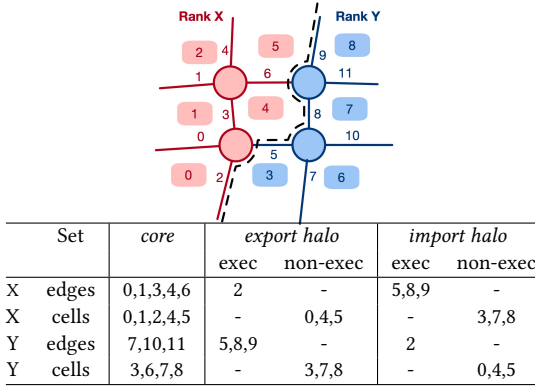 Rank X Rank Y
2 4 5 9 8
1 6 11
1 3 4 8 7
0 5 10
0 2 3 7 6
Set core export halo import halo
exec non-exec exec non-exec
X edges 0,1,3,4,6 2 - 5,8,9 -
X cells 0,1,2,4,5 - 0,4,5 - 3,7,8
Y edges 7,10,11 5,8,9 - 2 -
Y cells 3,6,7,8 - 3,7,8 - 0,4,5